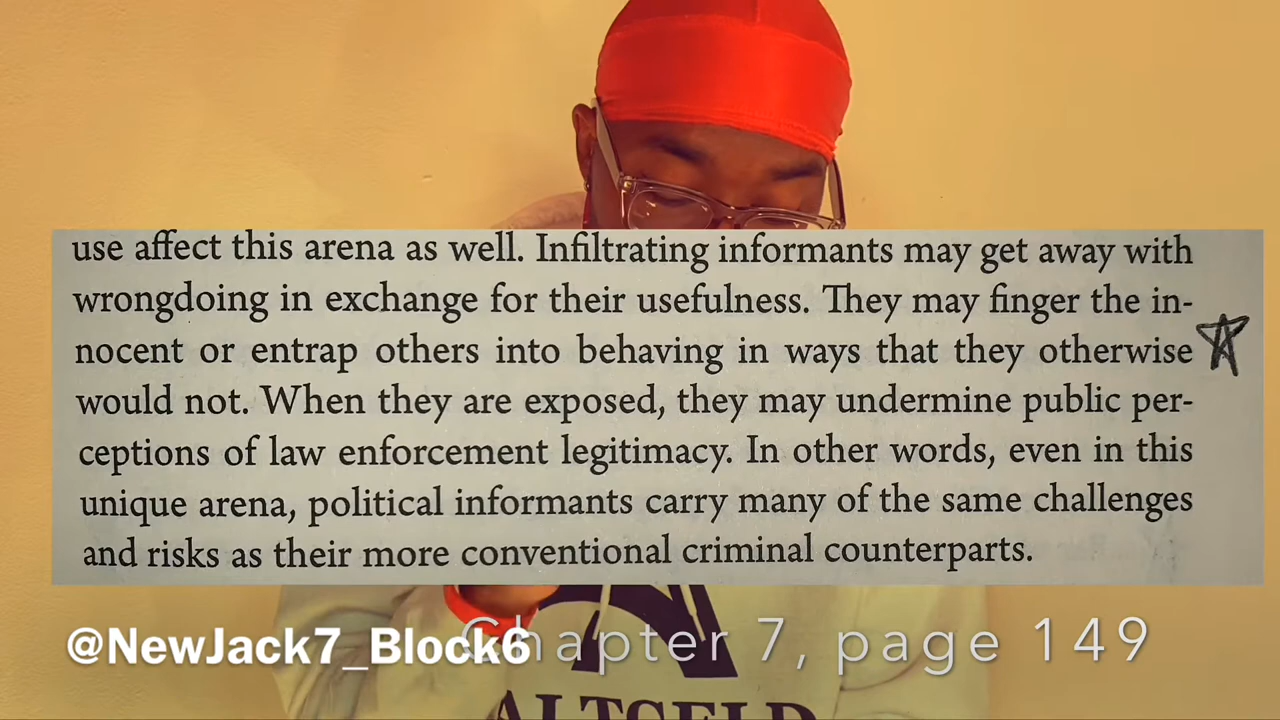 use affect this arena as well. Infiltrating informants may get away with
wrongdoing in exchange for their usefulness. They may finger the in-
nocent or entrap others into behaving in ways that they otherwise
would not. When they are exposed, they may undermine public per-
ceptions of law enforcement legitimacy. In other words, even in this
unique arena, political informants carry many of the same challenges
and risks as their more conventional criminal counterparts.
@NewJack7_Block6
Chapter 7, page 149